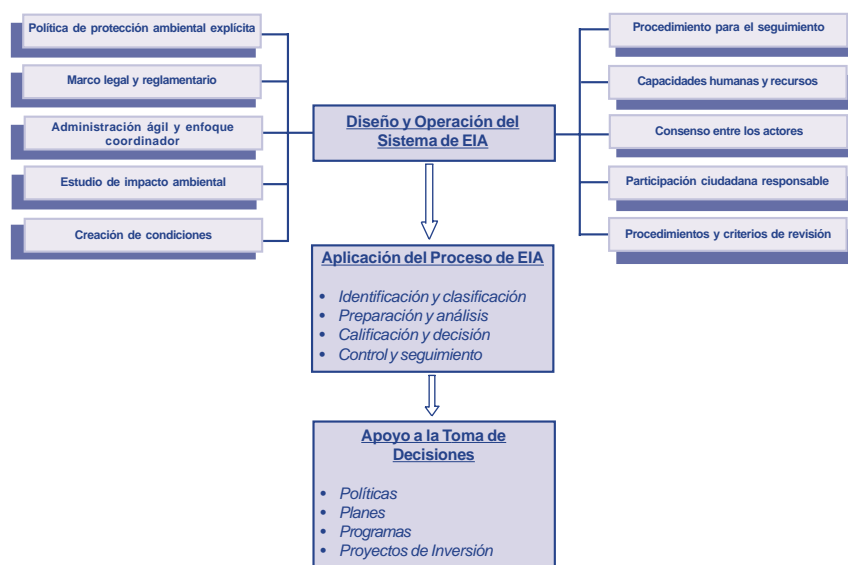 Política de protección ambiental explícita
Marco legal y reglamentario
Administración ágil y enfoque
coordinador
Estudio de impacto ambiental
Creación de condiciones
Diseño y Operación del
Sistema de EIA
Procedimiento para el seguimiento
Capacidades humanas y recursos
Consenso entre los actores
Participación ciudadana responsable
Procedimientos y criterios de revisión
Aplicación del Proceso de EIA
• Identificación y clasificación
• Preparación y análisis
• Calificación y decisión
• Control y seguimiento
Apoyo a la Toma de
Decisiones
• Políticas
• Planes
• Programas
• Proyectos de Inversión